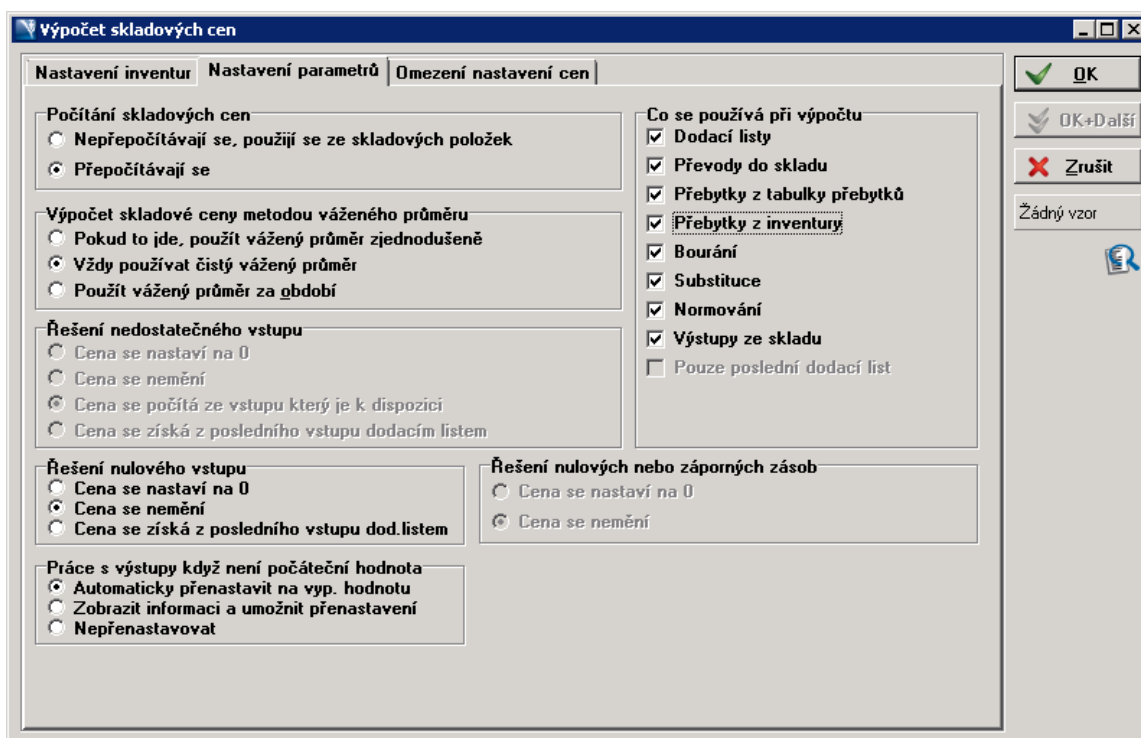 Výpočet skladových cen
Nastavení inventur
Nastavení parametrů
Omezení nastavení cen
OK
OK+Další
Zrušit
Žádný vzor
Počítání skladových cen
Nepřepočítávají se, použijí se ze skladových položek
Přepočítávají se
Výpočet skladové ceny metodou váženého průměru
Pokud to jde, použít vážený průměr zjednodušeně
Vždy používat čistý vážený průměr
Použít vážený průměr za období
Řešení nedostatečného vstupu
Cena se nastaví na 0
Cena se nemění
Cena se počítá ze vstupu který je k dispozici
Cena se získá z posledního vstupu dodacím listem
Co se používá při výpočtu
Dodací listy
Převody do skladu
Přebytky z tabulky přebytků
Přebytky z inventury
Bourání
Substituce
Normování
Výstupy ze skladu
Pouze poslední dodací list
Řešení nulového vstupu
Cena se nastaví na 0
Cena se nemění
Cena se získá z posledního vstupu dod.listem
Řešení nulových nebo záporných zásob
Cena se nastaví na 0
Cena se nemění
Práce s výstupy když není počáteční hodnota
Automaticky přenastavit na vyp. hodnotu
Zobrazit informaci a umožnit přenastavení
Nepřenastavovat